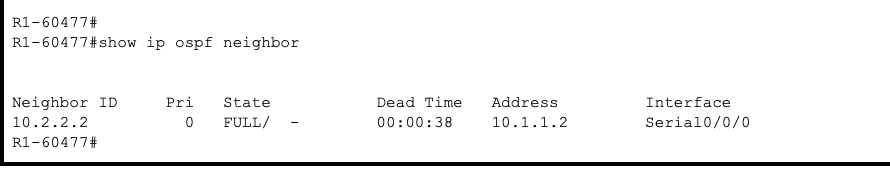 R1-60477#
R1-60477#show ip ospf neighbor
Neighbor ID     Pri   State           Dead Time   Address         Interface
10.2.2.2          0   FULL/  -        00:00:38    10.1.1.2        Serial0/0/0
R1-60477#